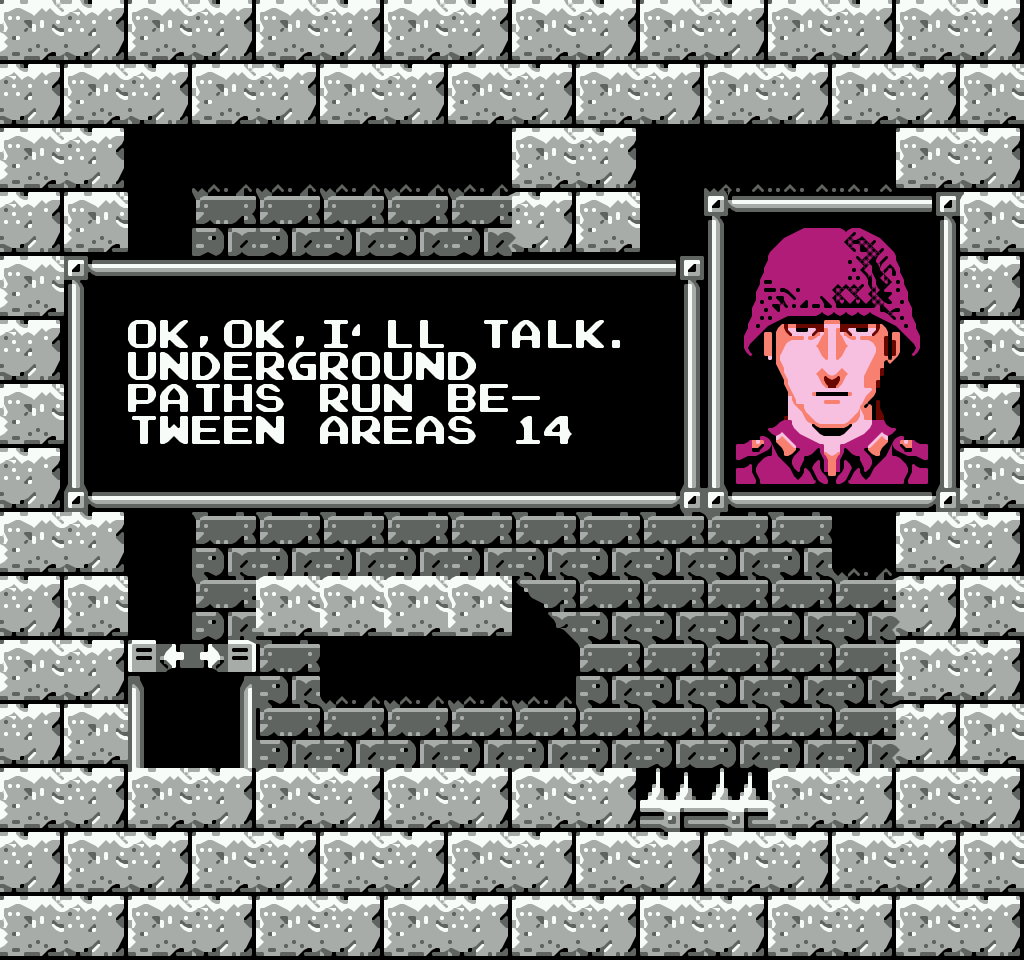 OK,OK,I'LL TALK.
UNDERGROUND
PATHS RUN BE-
TWEEN AREAS 14